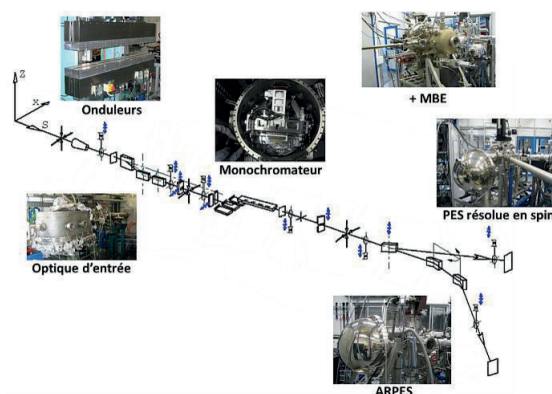 Onduleurs
+ MBE
Z
X
S
Monochromateur
PES résolue en spin
Optique d'entrée
ARPES